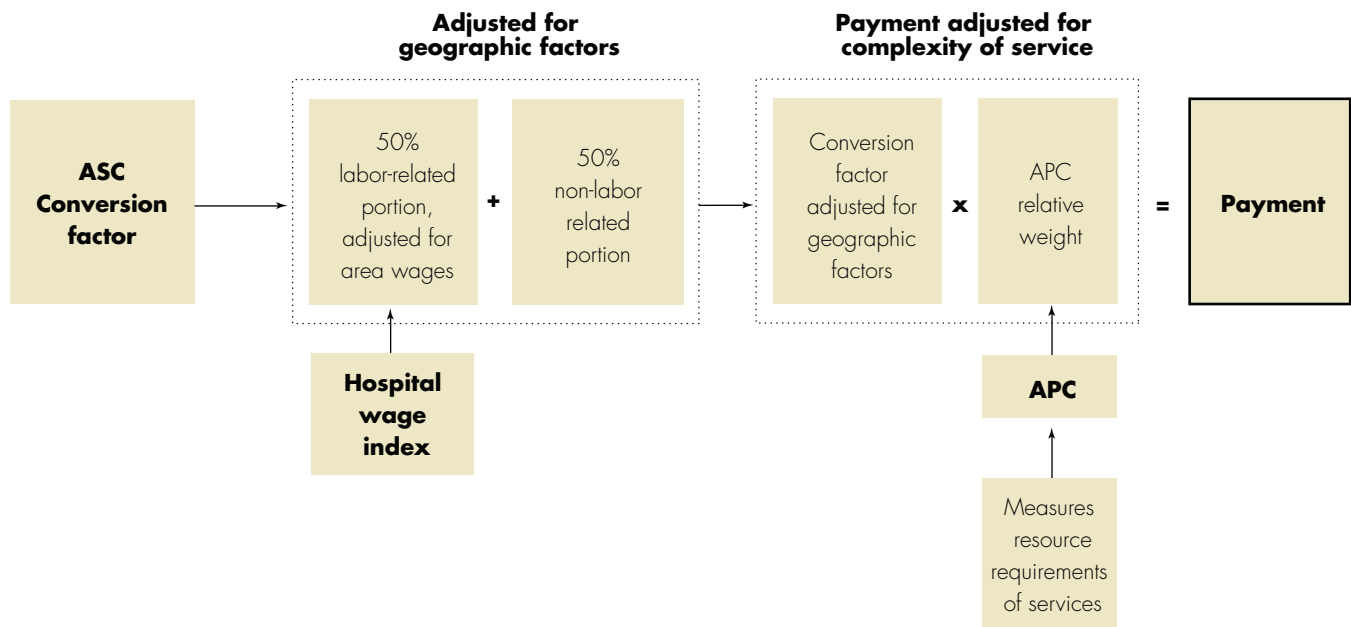 Adjusted for
geographic factors
Payment adjusted for
complexity of service
ASC
Conversion
factor
50%
labor-related
portion,
adjusted for
area wages
+
50%
non-labor
related
portion
Conversion
factor
adjusted for
geographic
factors
x
APC
relative
weight
=
Payment
Hospital
wage
index
APC
Measures
resource
requirements
of services